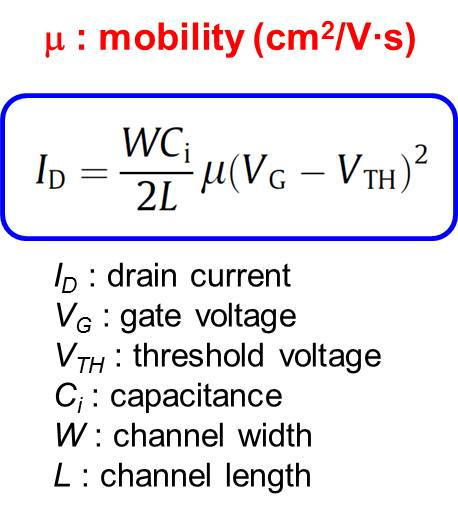 μ : mobility (cm²/V·s)
I_D = \frac{WC_i}{2L} μ(V_G − V_TH)²
I_D : drain current
V_G : gate voltage
V_TH : threshold voltage
C_i : capacitance
W : channel width
L : channel length